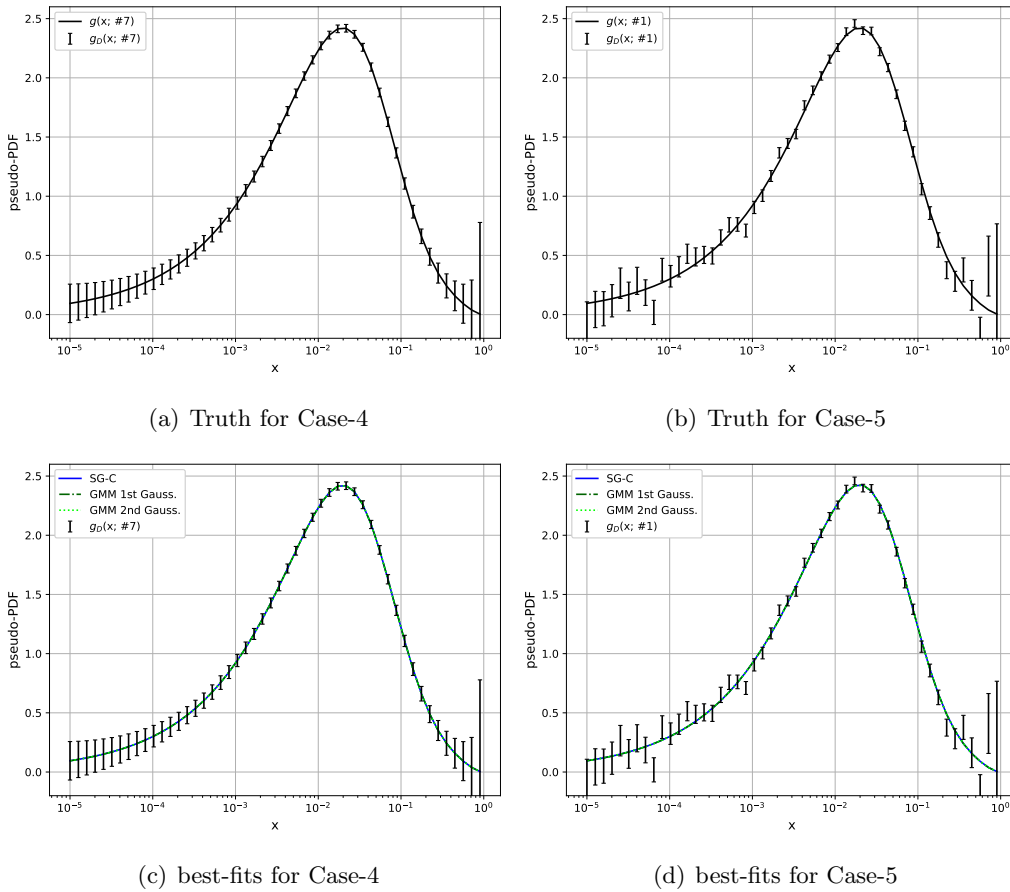 g(x; #7)
g_D(x; #7)
2.5
2.0
1.5
1.0
0.5
0.0
pseudo-PDF
10^-5
10^-4
10^-3
10^-2
10^-1
10^0
x
(a) Truth for Case-4
g(x; #1)
g_D(x; #1)
2.5
2.0
1.5
1.0
0.5
0.0
pseudo-PDF
10^-5
10^-4
10^-3
10^-2
10^-1
10^0
x
(b) Truth for Case-5
SG-C
GMM 1st Gauss.
GMM 2nd Gauss.
g_D(x; #7)
2.5
2.0
1.5
1.0
0.5
0.0
pseudo-PDF
10^-5
10^-4
10^-3
10^-2
10^-1
10^0
x
(c) best-fits for Case-4
SG-C
GMM 1st Gauss.
GMM 2nd Gauss.
g_D(x; #1)
2.5
2.0
1.5
1.0
0.5
0.0
pseudo-PDF
10^-5
10^-4
10^-3
10^-2
10^-1
10^0
x
(d) best-fits for Case-5